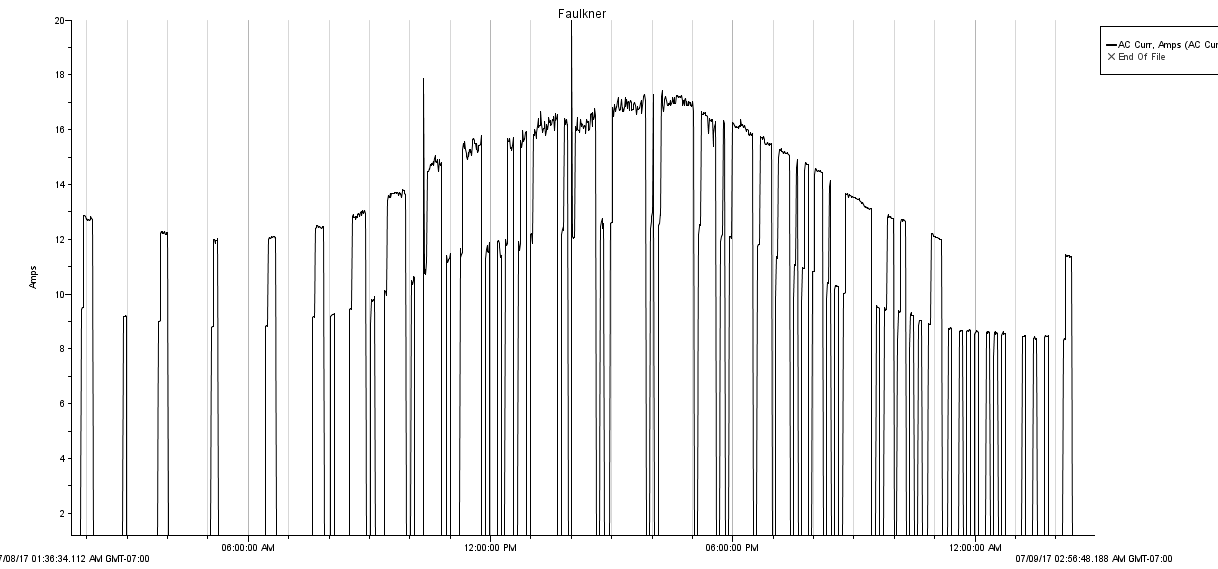 Faulkner
20
18
16
14
12
10
8
6
4
2
Amps
AC Curr, Amps (AC Cur
End Of File
06:00:00 AM
12:00:00 PM
06:00:00 PM
12:00:00 AM
7/08/17 01:36:34.112 AM GMT-07:00
07/09/17 02:56:48.188 AM GMT-07:00